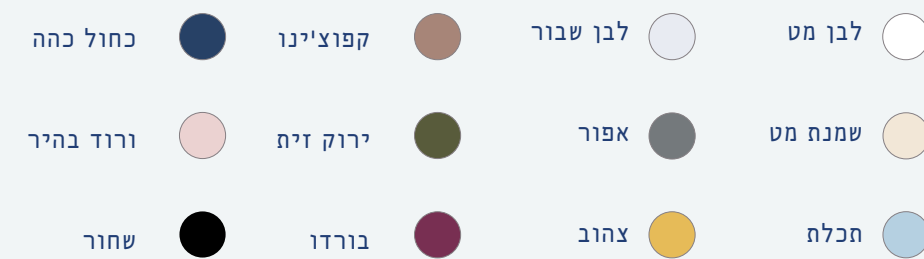 לבן מט
לבן שבור
קפוצ'ינו
כחול כהה
שמנת מט
אפור
ירוק זית
ורוד בהיר
תכלת
צהוב
בורדו
שחור